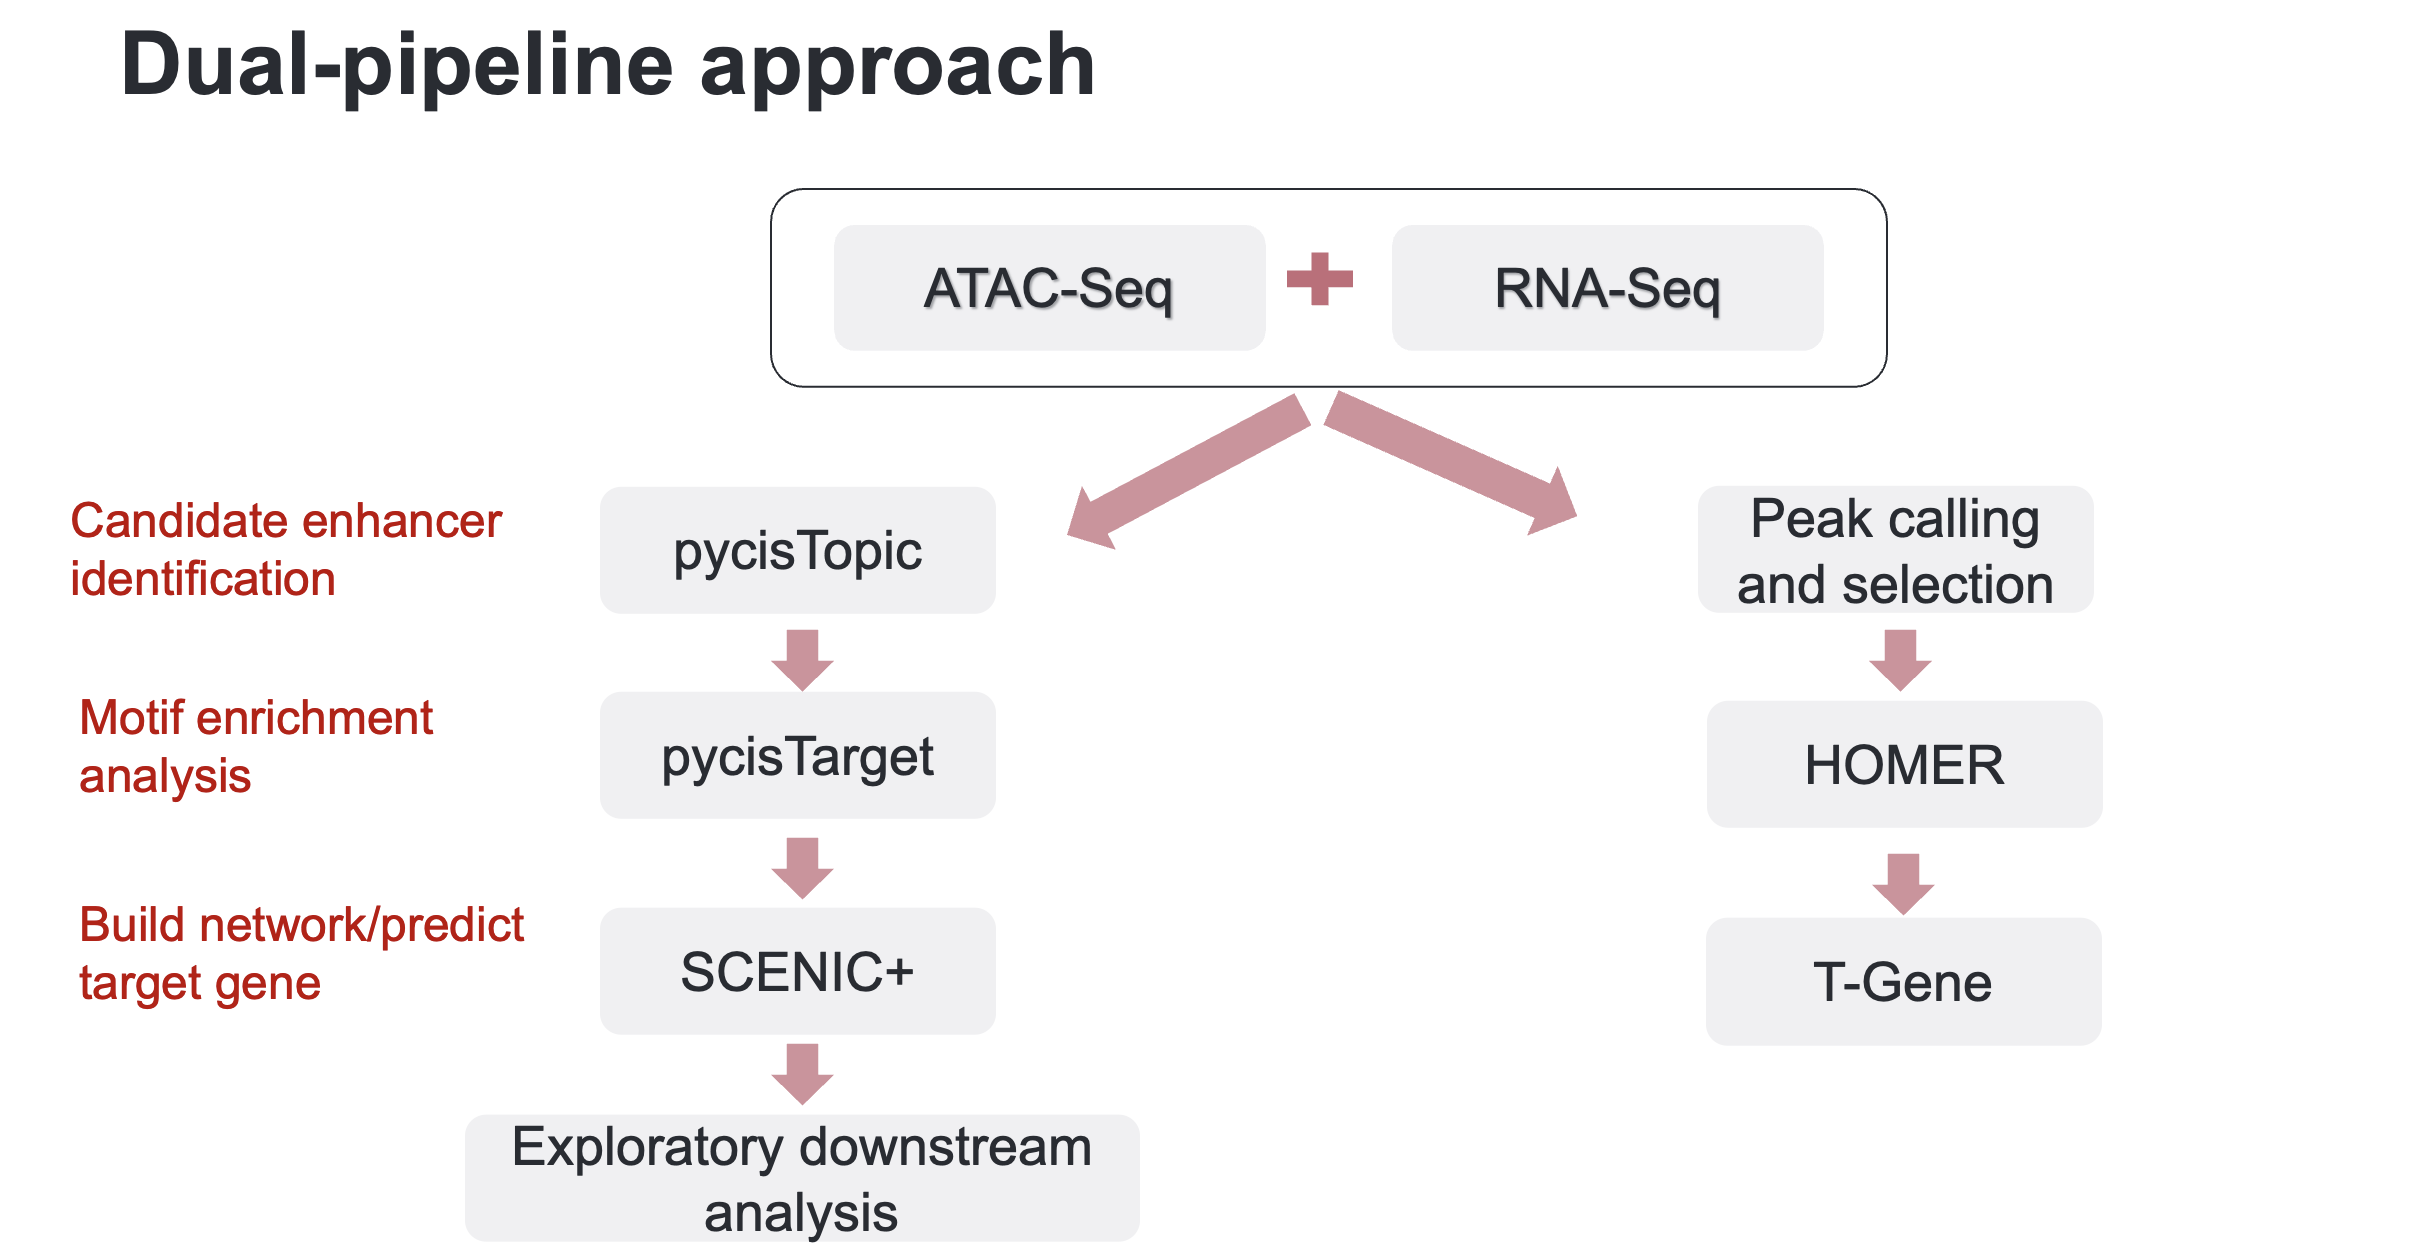 Dual-pipeline approach
ATAC-Seq
RNA-Seq
Candidate enhancer
identification
pycisTopic
Peak calling
and selection
Motif enrichment
analysis
pycisTarget
HOMER
Build network/predict
target gene
SCENIC+
T-Gene
Exploratory downstream
analysis